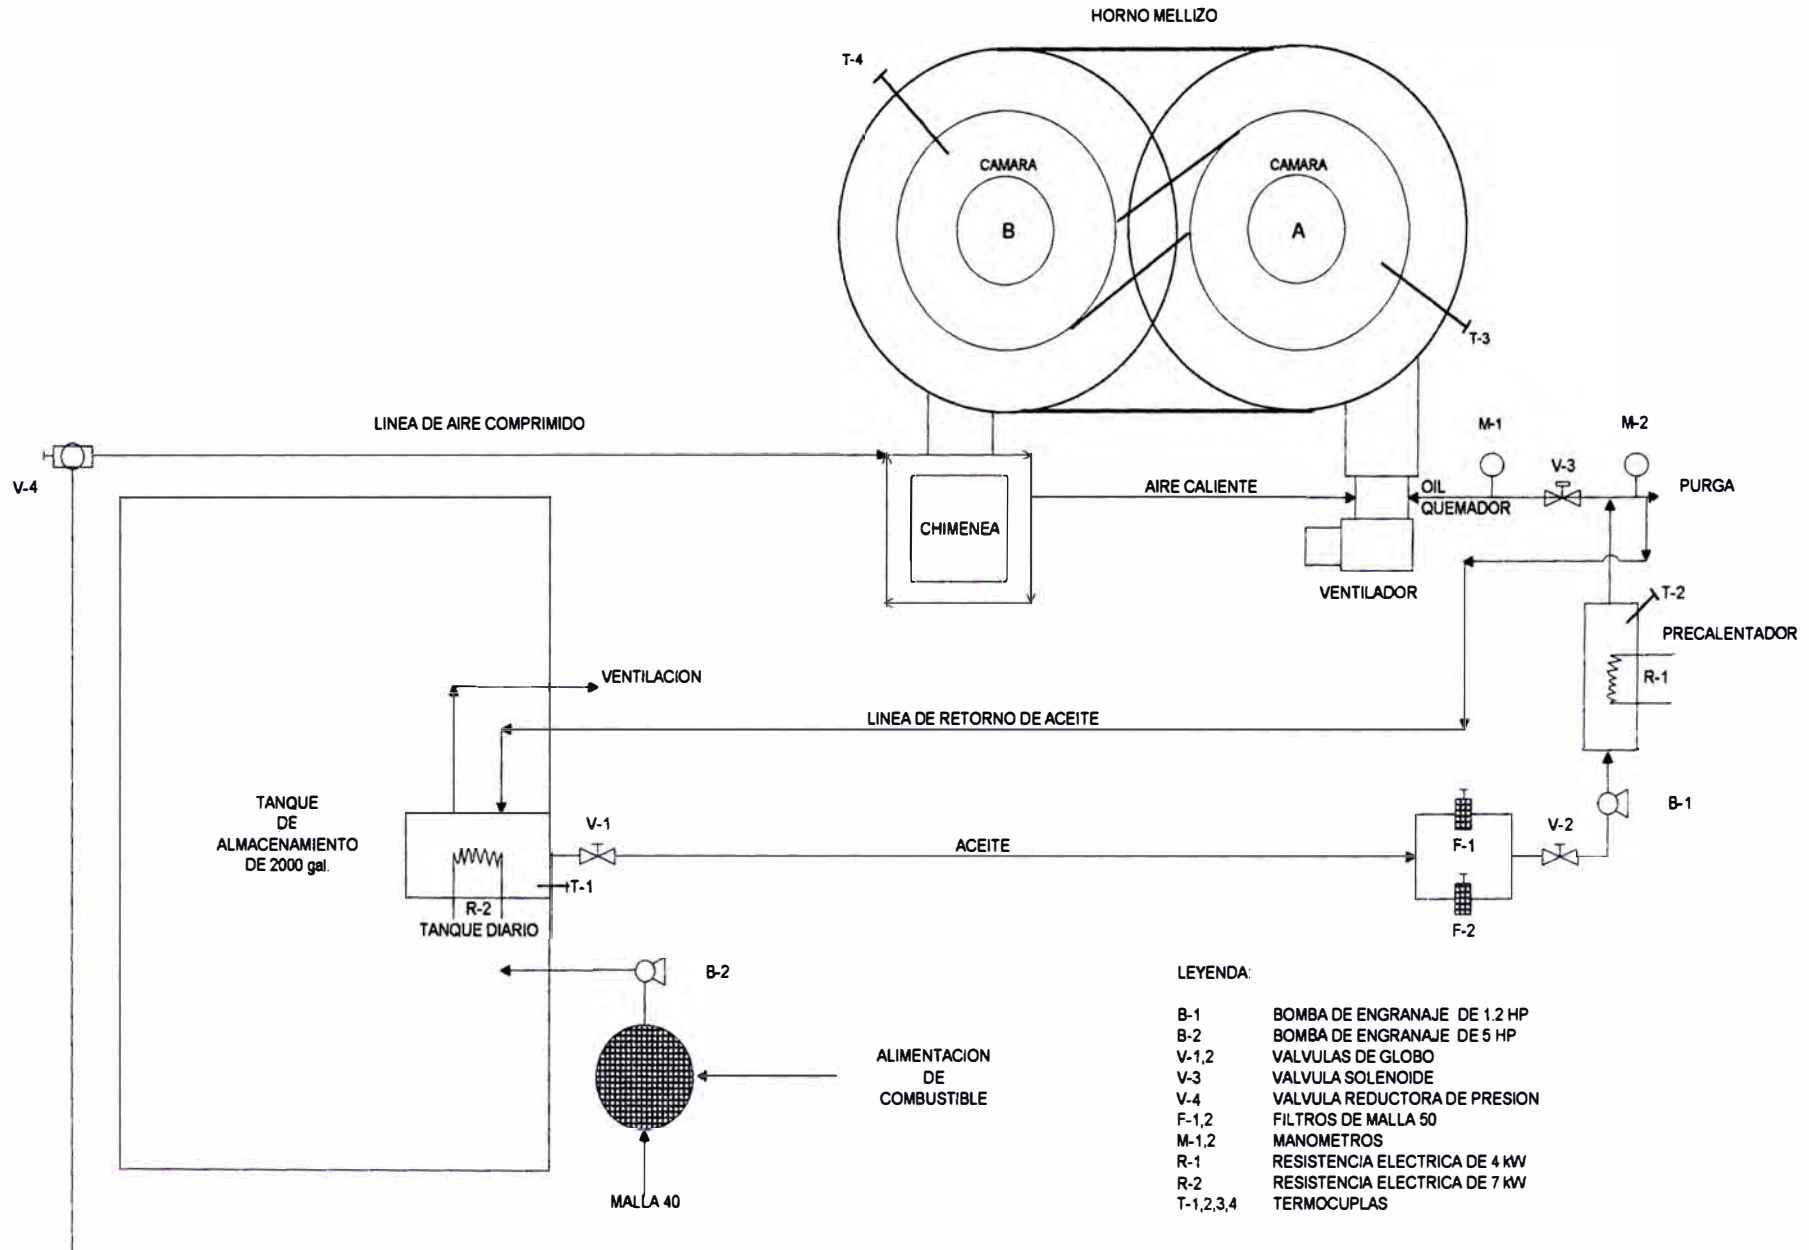 HORNO MELLIZO
T-4
CAMARA
B
CAMARA
A
T-3
LINEA DE AIRE COMPRIMIDO
V-4
CHIMENEA
AIRE CALIENTE
OIL
QUEMADOR
M-1
V-3
M-2
PURGA
VENTILADOR
T-2
PRECALENTADOR
R-1
VENTILACION
LINEA DE RETORNO DE ACEITE
TANQUE
DE
ALMACENAMIENTO
DE 2000 gal.
V-1
T-1
R-2
TANQUE DIARIO
ACEITE
F-1
F-2
V-2
B-1
B-2
ALIMENTACION
DE
COMBUSTIBLE
MALLA 40
LEYENDA:
B-1 BOMBA DE ENGRANAJE DE 1.2 HP
B-2 BOMBA DE ENGRANAJE DE 5 HP
V-1,2 VALVULAS DE GLOBO
V-3 VALVULA SOLENOIDE
V-4 VALVULA REDUCTORA DE PRESION
F-1,2 FILTROS DE MALLA 50
M-1,2 MANOMETROS
R-1 RESISTENCIA ELECTRICA DE 4 kW
R-2 RESISTENCIA ELECTRICA DE 7 kW
T-1,2,3,4 TERMOCUPLAS